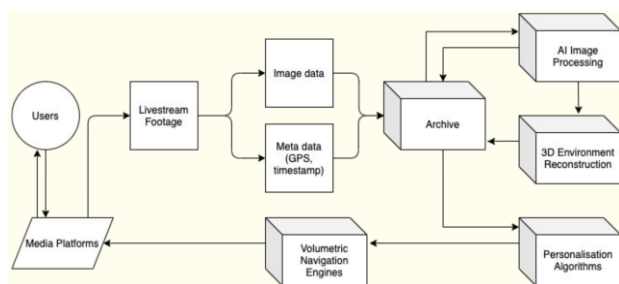 Users
Livestream
Footage
Image data
Meta data
(GPS,
timestamp)
Archive
AI Image
Processing
3D Environment
Reconstruction
Media Platforms
Volumetric
Navigation
Engines
Personalisation
Algorithms